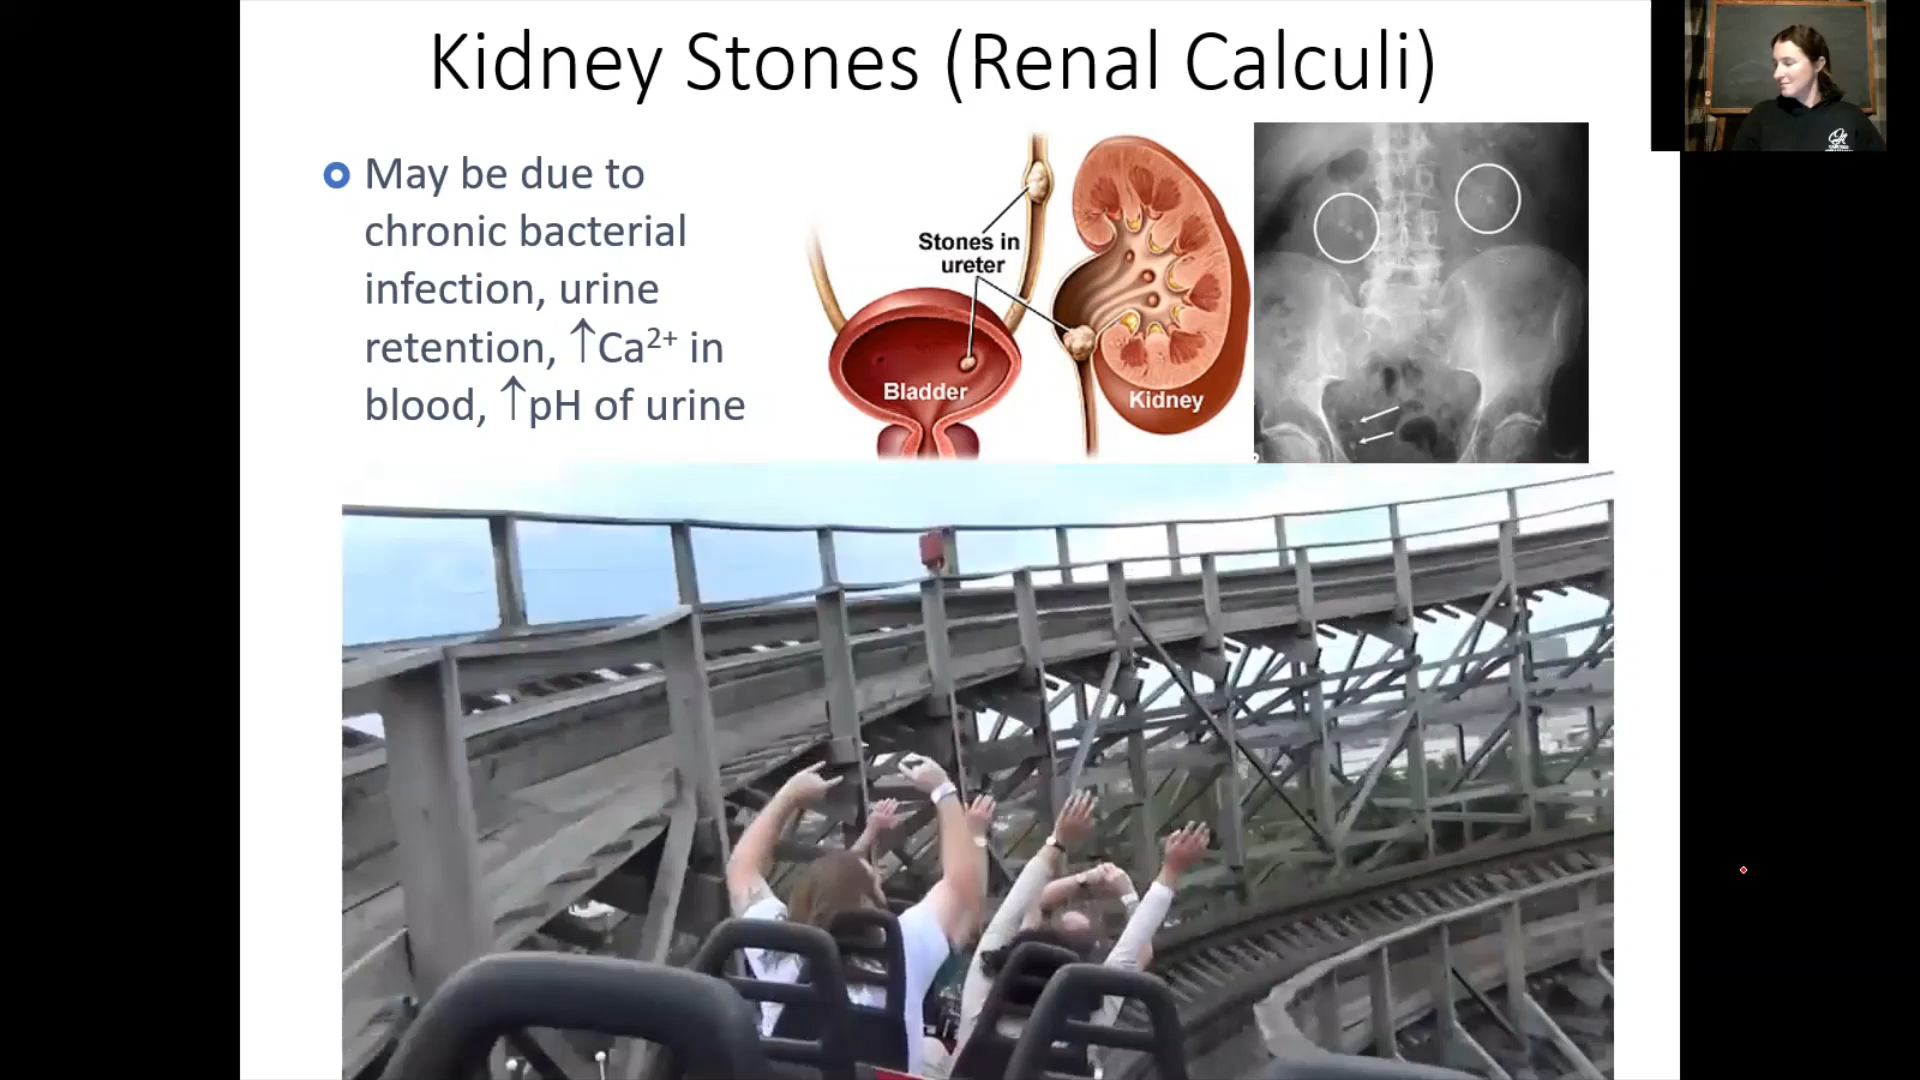 Kidney Stones (Renal Calculi)
May be due to
chronic bacterial
infection, urine
retention, ↑Ca²⁺ in
blood, ↑pH of urine
Stones in
ureter
Bladder
Kidney